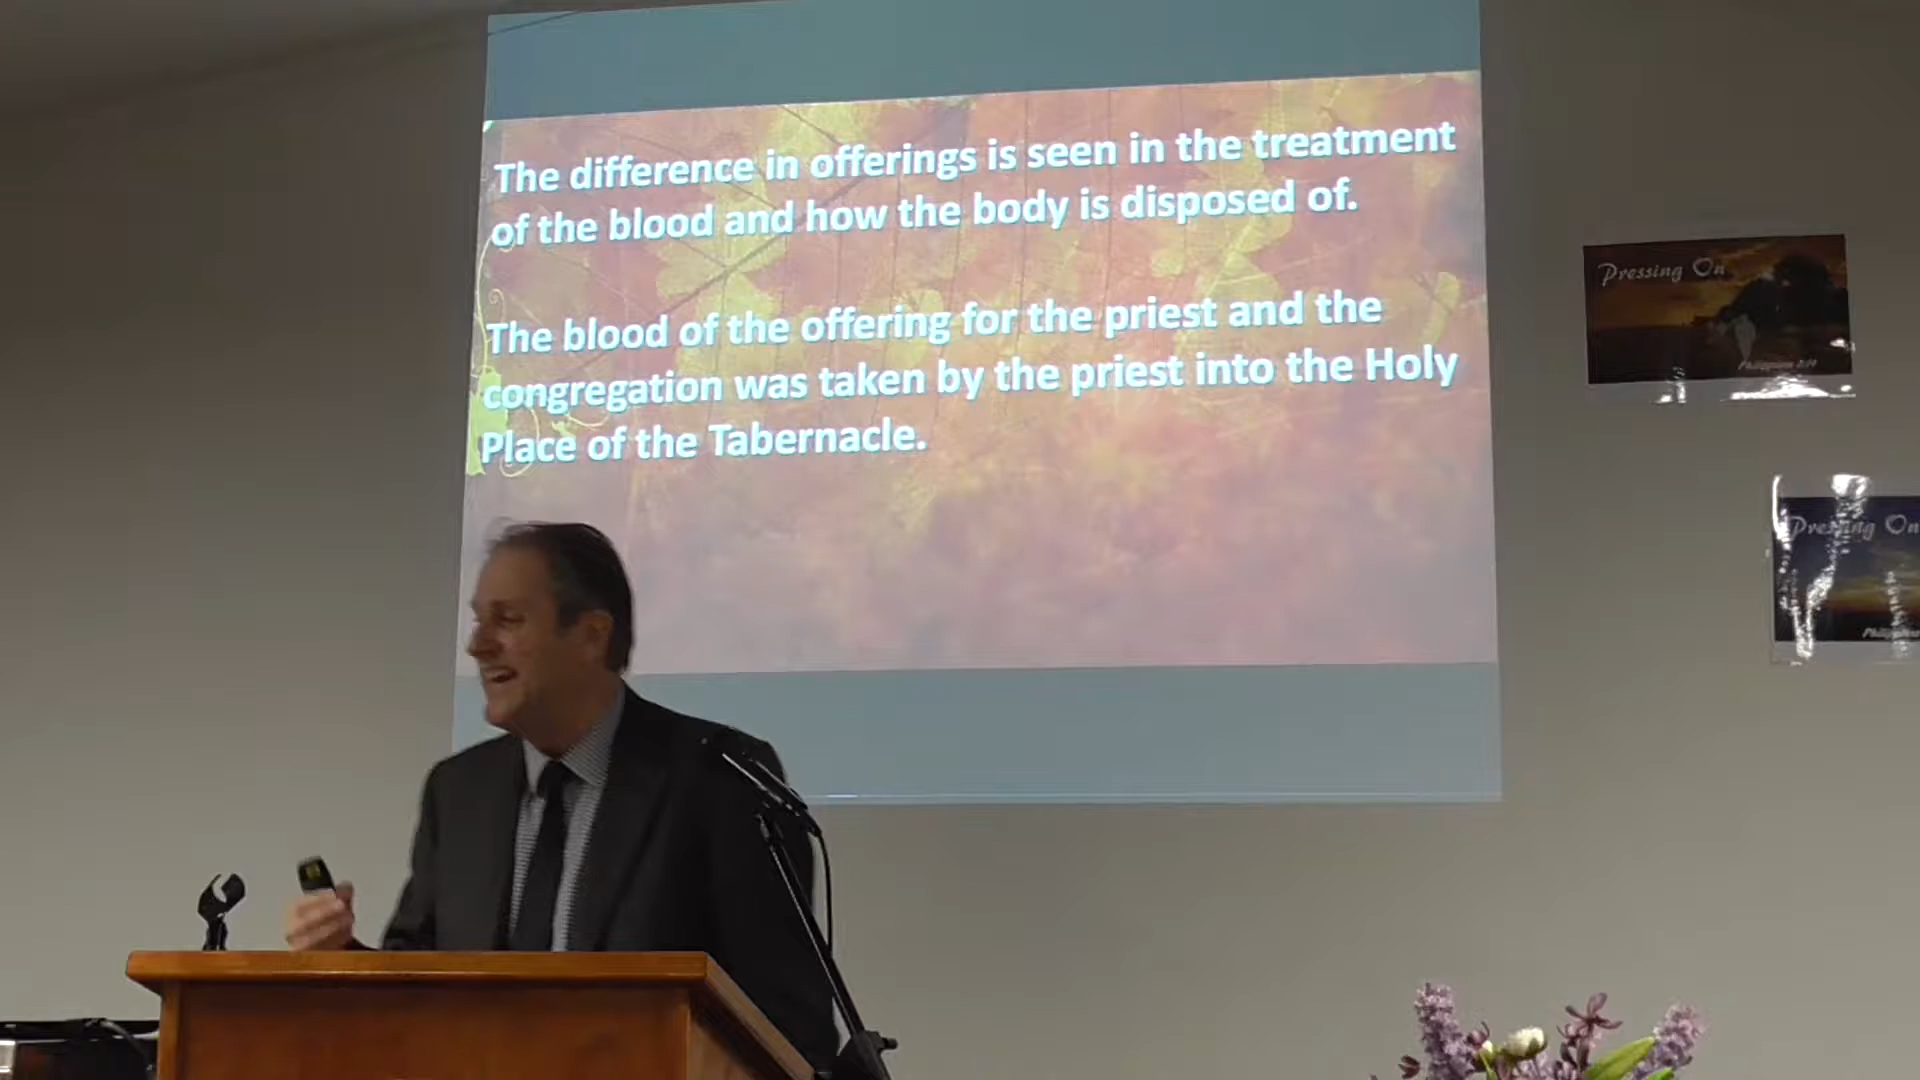 The difference in offerings is seen in the treatment
of the blood and how the body is disposed of.
The blood of the offering for the priest and the
congregation was taken by the priest into the Holy
Place of the Tabernacle.
Pressing On
Pressing On